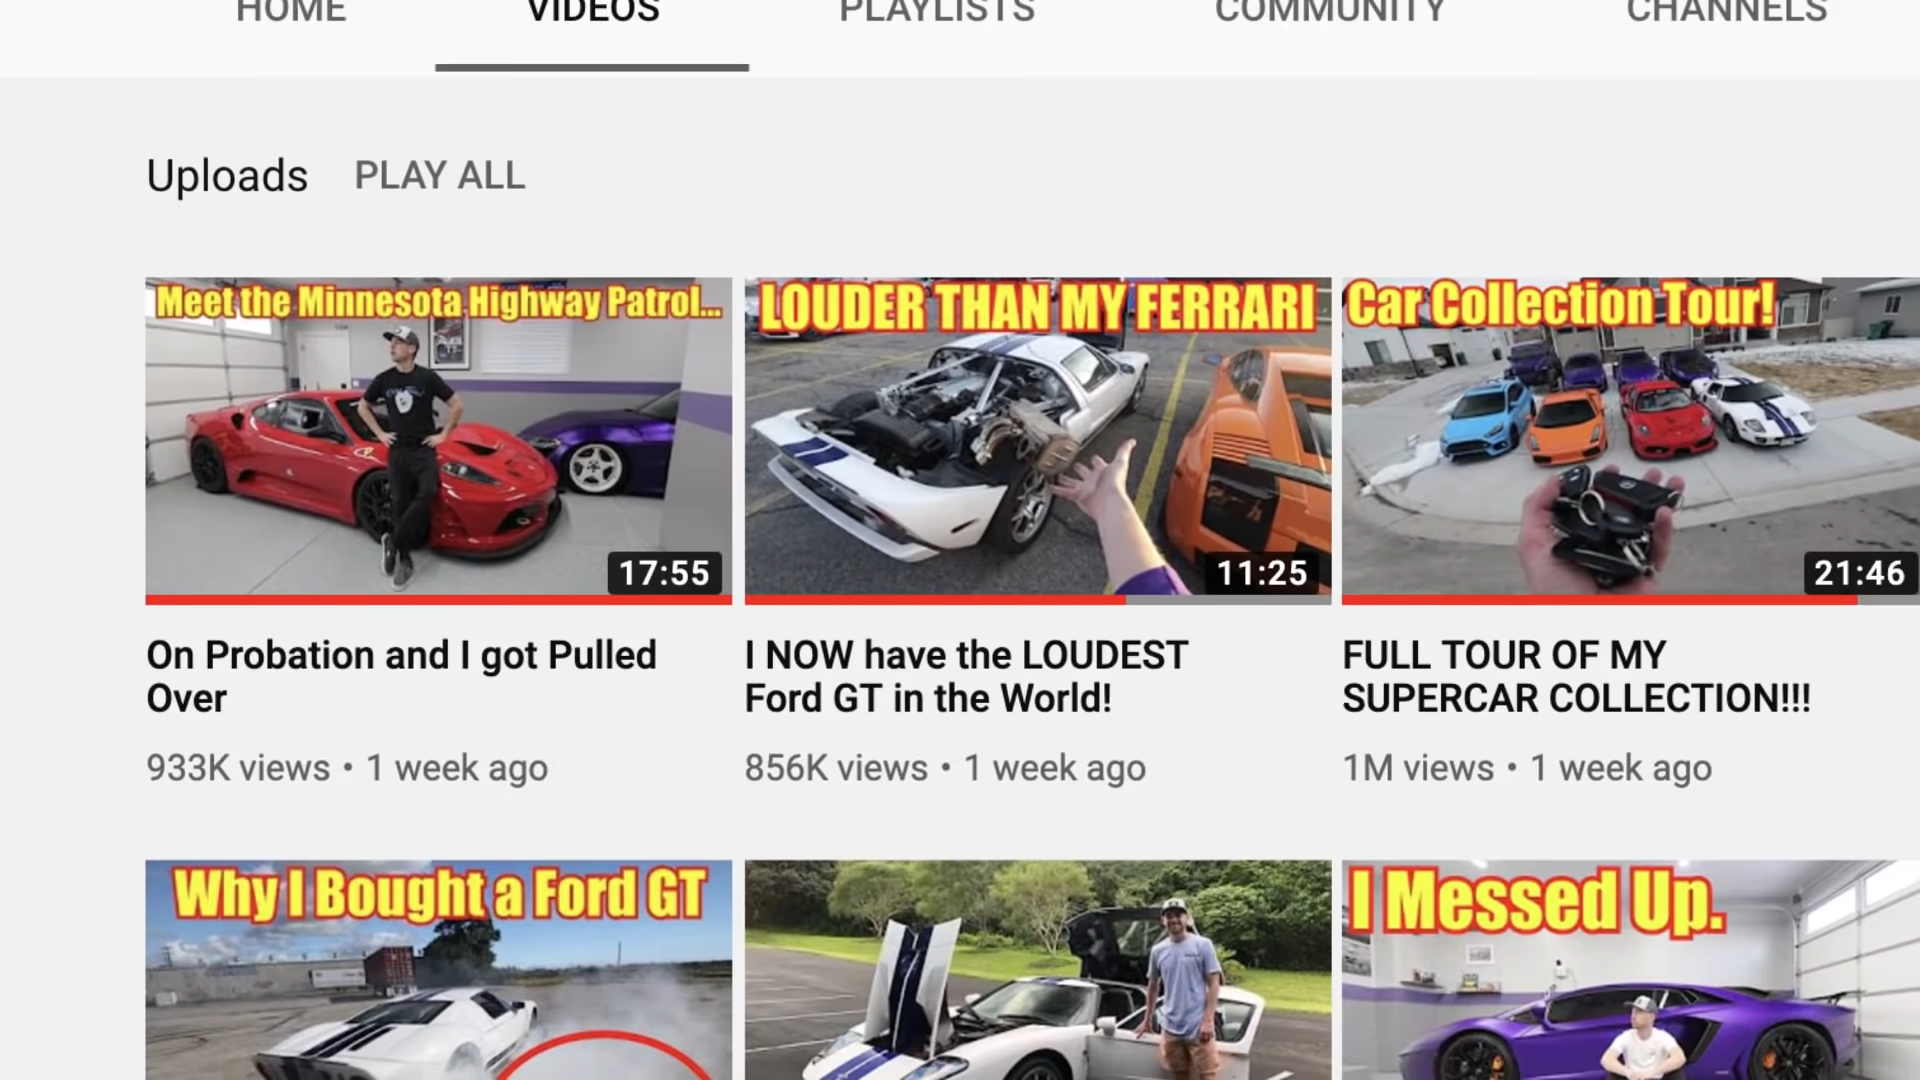 HOME VIDEOS PLAYLISTS COMMUNITY CHANNELS
Uploads PLAY ALL
Meet the Minnesota Highway Patrol...
17:55
LOUDER THAN MY FERRARI
11:25
Car Collection Tour!
21:46
On Probation and I got Pulled
Over
933K views • 1 week ago
I NOW have the LOUDEST
Ford GT in the World!
856K views • 1 week ago
FULL TOUR OF MY
SUPERCAR COLLECTION!!!
1M views • 1 week ago
Why I Bought a Ford GT
I Messed Up.